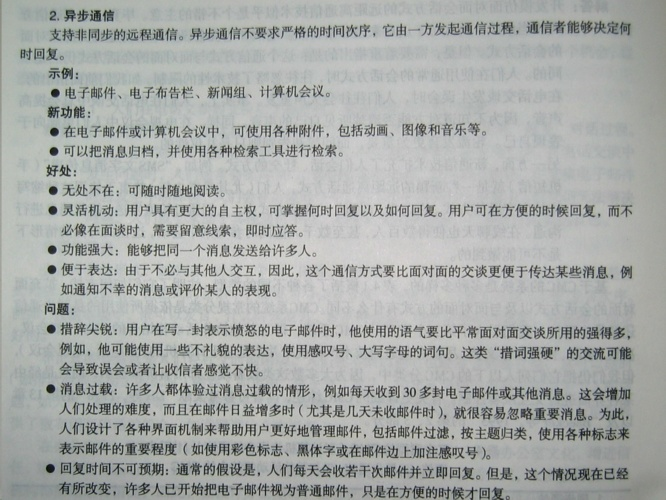 2. 异步通信
支持非同步的远程通信。异步通信不要求严格的时间次序，它由一方发起通信过程，通信者能够决定何
时回复。
示例：
● 电子邮件、电子布告栏、新闻组、计算机会议。
新功能：
● 在电子邮件或计算机会议中，可使用各种附件，包括动画、图像和音乐等。
● 可以把消息归档，并使用各种检索工具进行检索。
好处：
● 无处不在：可随时随地阅读。
● 灵活机动：用户具有更大的自主权，可掌握何时回复以及如何回复。用户可在方便的时候回复，而不
必像在面谈时，需要留意线索，即时应答。
● 功能强大：能够把同一个消息发送给许多人。
● 便于表达：由于不必与其他人交互，因此，这个通信方式要比面对面的交谈更便于传达某些消息，例
如通知不幸的消息或评价某人的表现。
问题：
● 措辞尖锐：用户在写一封表示愤怒的电子邮件时，他使用的语气要比平常面对面交谈所用的强得多，
例如，他可能使用一些不礼貌的表达，使用感叹号、大写字母的词句。这类“措词强硬”的交流可能
会导致误会或者让收信者感觉不快。
● 消息过载：许多人都体验过消息过载的情形，例如每天收到 30 多封电子邮件或其他消息。这会增加
人们处理的难度，而且在邮件日益增多时（尤其是几天未收邮件时），就很容易忽略重要消息。为此，
人们设计了各种界面机制来帮助用户更好地管理邮件，包括邮件过滤，按主题归类，使用各种标志来
表示邮件的重要程度（如使用彩色标志、黑体字或在邮件边上加注感叹号）。
● 回复时间不可预期：通常的假设是，人们每天会收若干次邮件并立即回复。但是，这个情况现在已经
有所改变，许多人已开始把电子邮件视为普通邮件，只是在方便的时候才回复。